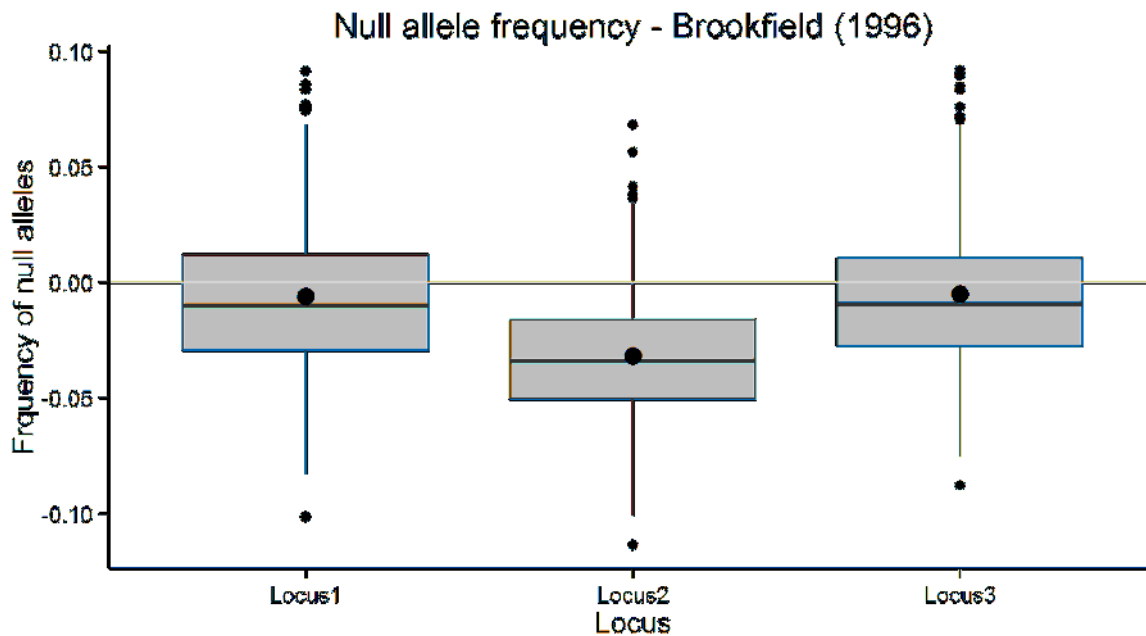 Null allele frequency - Brookfield (1996)
Frquency of null alleles
0.10
0.05
0.00
-0.05
-0.10
Locus1
Locus2
Locus3
Locus